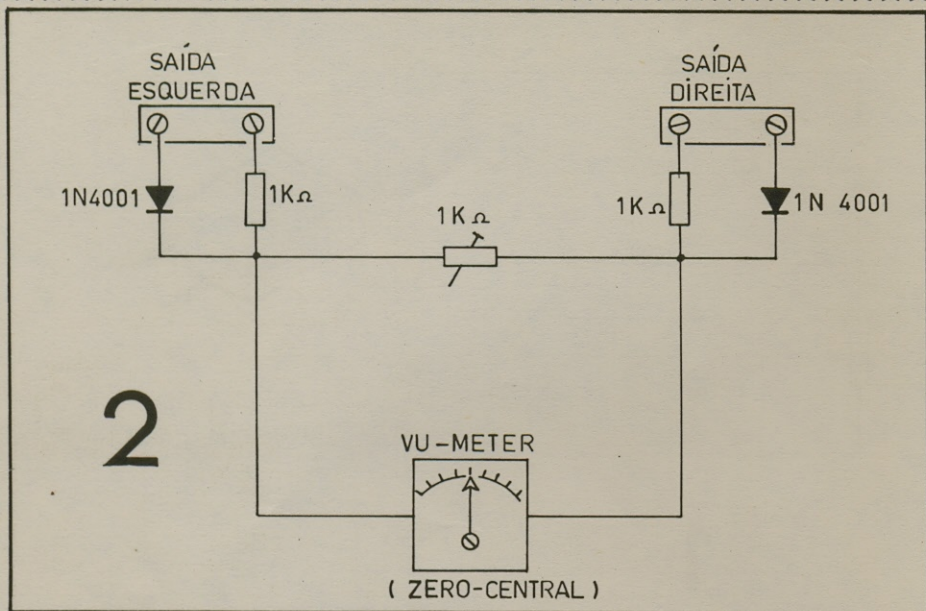 SAÍDA
ESQUERDA
SAÍDA
DIREITA
1N4001
1KΩ
1KΩ
1KΩ
1N 4001
2
VU-METER
( ZERO-CENTRAL )